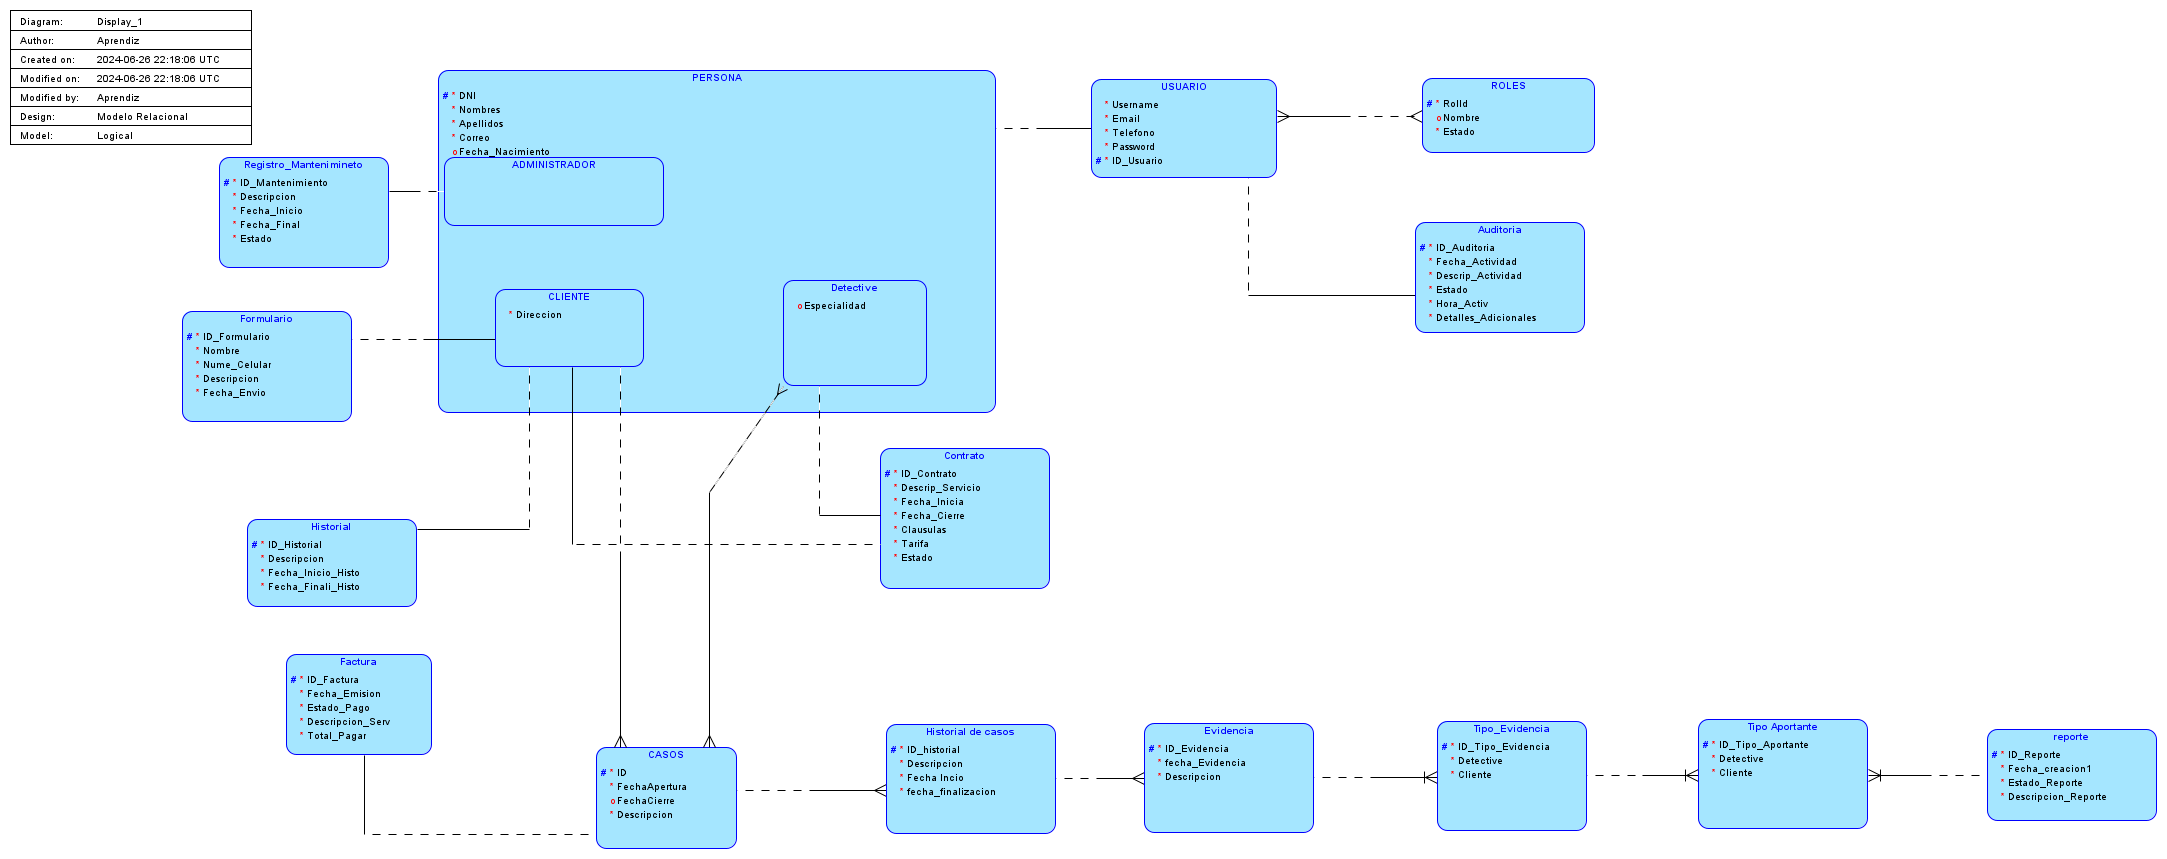 Diagram: Display_1
Author: Aprendiz
Created on: 2024-06-26 22:18:06 UTC
Modified on: 2024-06-26 22:18:06 UTC
Modified by: Aprendiz
Design: Modelo Relacional
Model: Logical
PERSONA
# * DNI
* Nombres
* Apellidos
* Correo
o Fecha_Nacimiento
ADMINISTRADOR
CLIENTE
* Direccion
Detective
o Especialidad
USUARIO
* Username
* Email
* Telefono
* Password
# * ID_Usuario
ROLES
# * RolId
o Nombre
* Estado
Registro_Mantenimineto
# * ID_Mantenimiento
* Descripcion
* Fecha_Inicio
* Fecha_Final
* Estado
Auditoria
# * ID_Auditoria
* Fecha_Actividad
* Descrip_Actividad
* Estado
* Hora_Activ
* Detalles_Adicionales
Formulario
# * ID_Formulario
* Nombre
* Nume_Celular
* Descripcion
* Fecha_Envio
Contrato
# * ID_Contrato
* Descrip_Servicio
* Fecha_Inicia
* Fecha_Cierre
* Clausulas
* Tarifa
* Estado
Historial
# * ID_Historial
* Descripcion
* Fecha_Inicio_Histo
* Fecha_Finali_Histo
Factura
# * ID_Factura
* Fecha_Emision
* Estado_Pago
* Descripcion_Serv
* Total_Pagar
CASOS
# * ID
* FechaApertura
o FechaCierre
* Descripcion
Historial de casos
# * ID_historial
* Descripcion
* Fecha Incio
* fecha_finalizacion
Evidencia
# * ID_Evidencia
* fecha_Evidencia
* Descripcion
Tipo_Evidencia
# * ID_Tipo_Evidencia
* Detective
* Cliente
Tipo Aportante
# * ID_Tipo_Aportante
* Detective
* Cliente
reporte
# * ID_Reporte
* Fecha_creacion1
* Estado_Reporte
* Descripcion_Reporte